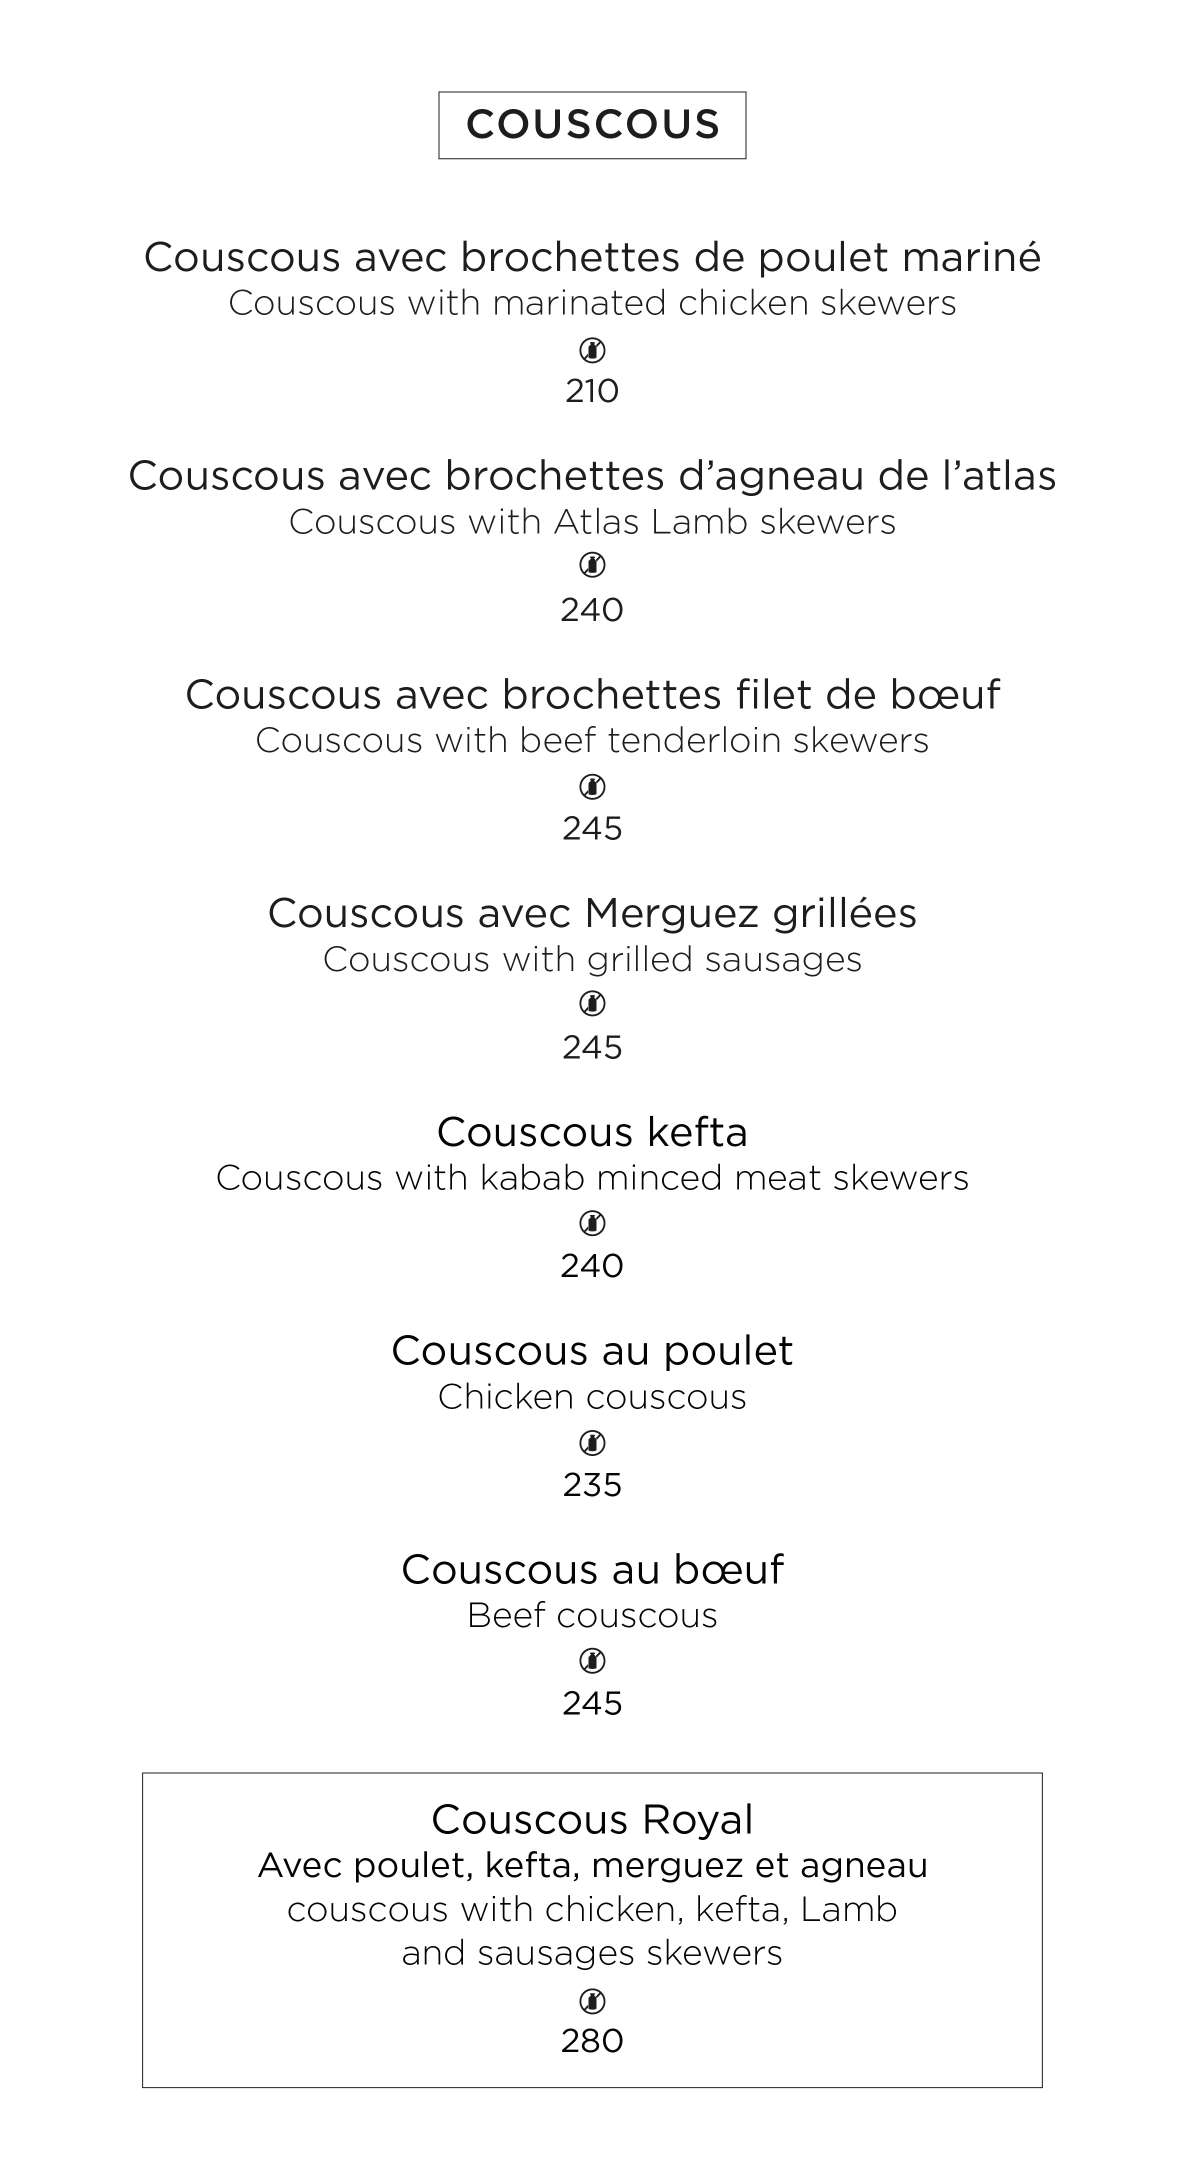 COUSCOUS
Couscous avec brochettes de poulet mariné
Couscous with marinated chicken skewers
210
Couscous avec brochettes d’agneau de l’atlas
Couscous with Atlas Lamb skewers
240
Couscous avec brochettes filet de bœuf
Couscous with beef tenderloin skewers
245
Couscous avec Merguez grillées
Couscous with grilled sausages
245
Couscous kefta
Couscous with kabab minced meat skewers
240
Couscous au poulet
Chicken couscous
235
Couscous au bœuf
Beef couscous
245
Couscous Royal
Avec poulet, kefta, merguez et agneau
couscous with chicken, kefta, Lamb
and sausages skewers
280